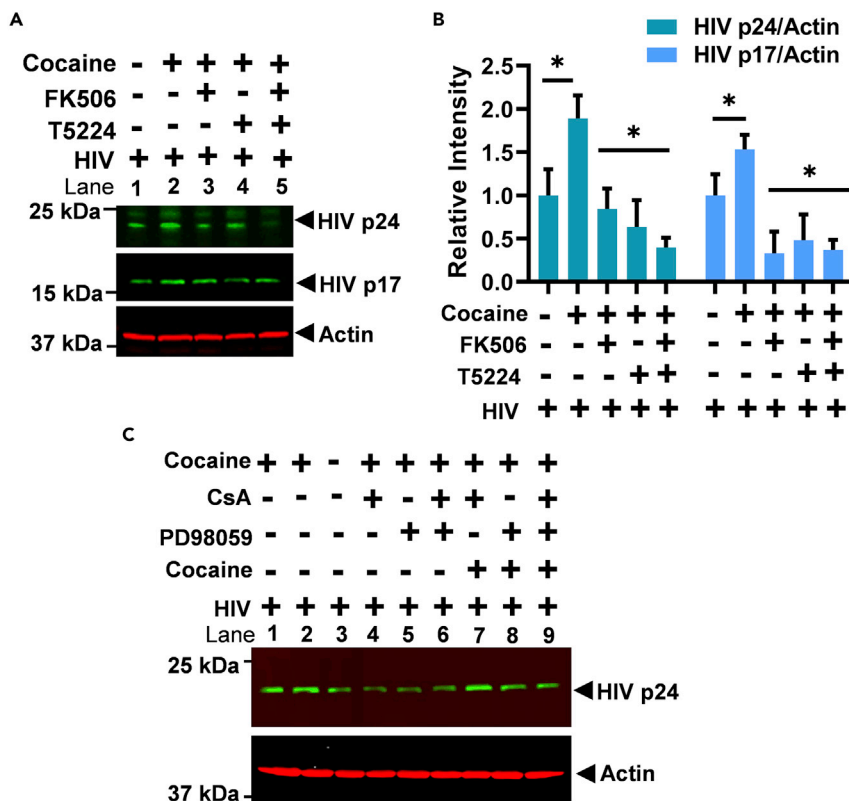 A
Cocaine - + + + +
FK506 - - + - +
T5224 - - - + +
HIV + + + + +
Lane 1 2 3 4 5
25 kDa
HIV p24
15 kDa
HIV p17
37 kDa
Actin
B
HIV p24/Actin
HIV p17/Actin
Relative Intensity
2.5
2.0
1.5
1.0
0.5
0.0
* * * *
Cocaine - + + + + - + + + +
FK506 - - + - + - - + - +
T5224 - - - + + - - - + +
HIV + + + + + + + + + +
C
Cocaine + + - + + + + + +
CsA - - - + - + + - +
PD98059 - - - - + + - + +
Cocaine - - - - - - + + +
HIV + + + + + + + + +
Lane 1 2 3 4 5 6 7 8 9
25 kDa
HIV p24
37 kDa
Actin